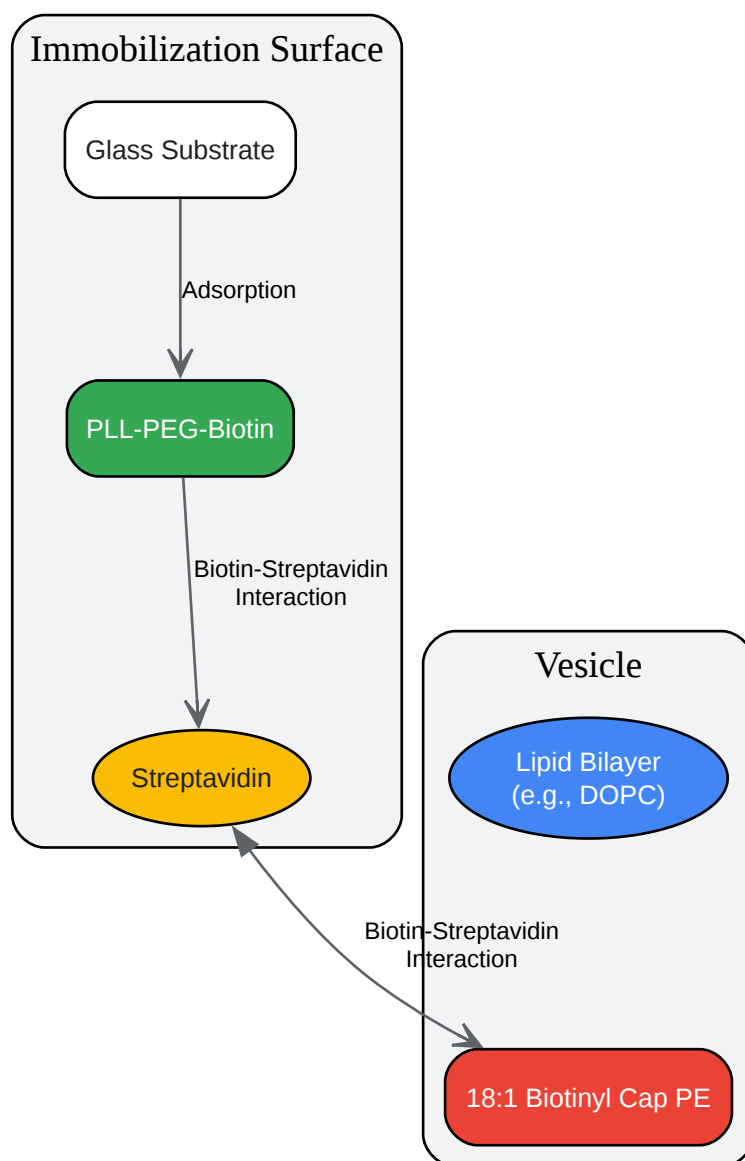 Immobilization Surface
Glass Substrate
Adsorption
PLL-PEG-Biotin
Biotin-Streptavidin
Interaction
Streptavidin
Vesicle
Lipid Bilayer
(e.g., DOPC)
Biotin-Streptavidin
Interaction
18:1 Biotinyl Cap PE